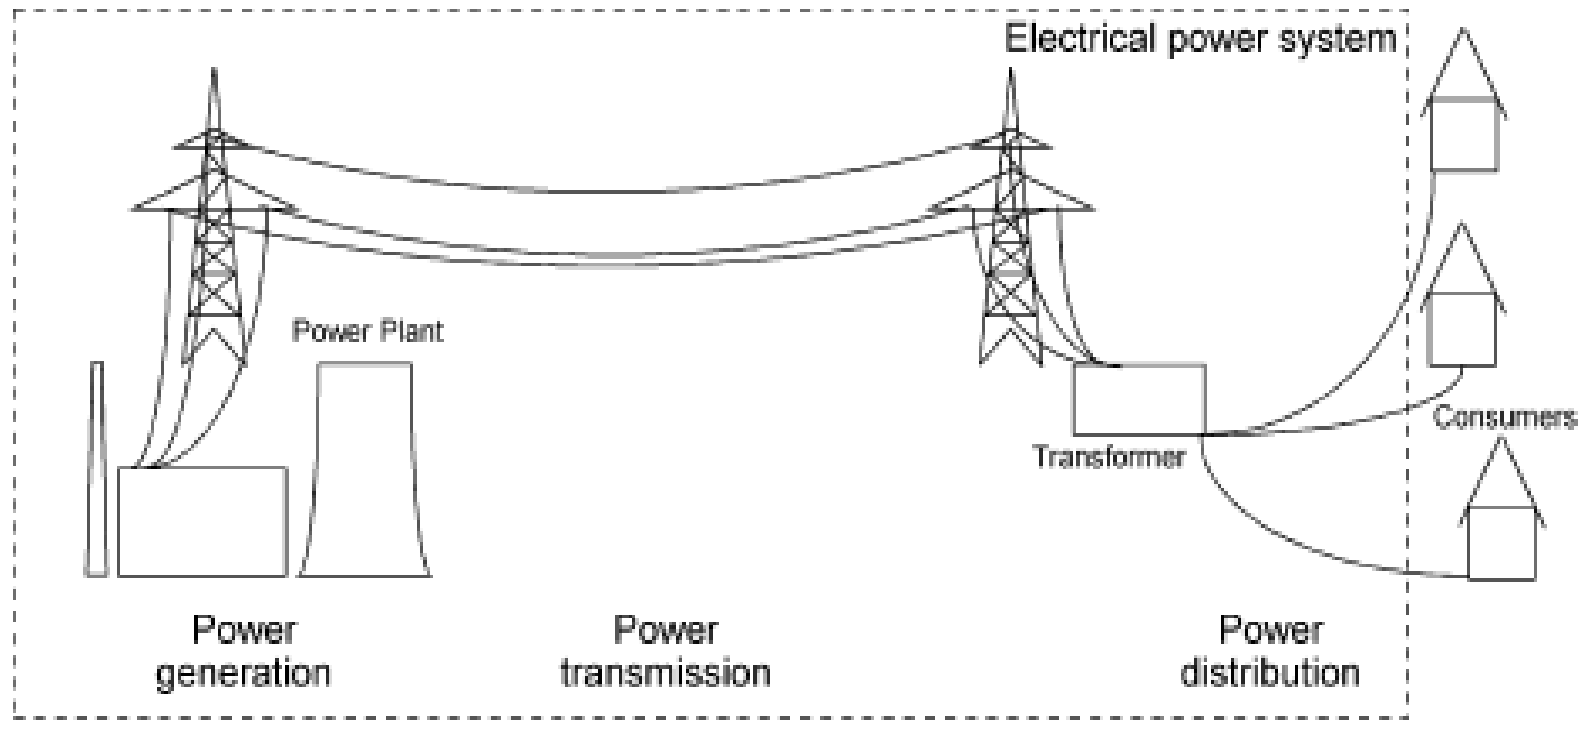 Electrical power system
Power Plant
Consumers
Transformer
Power
generation
Power
transmission
Power
distribution